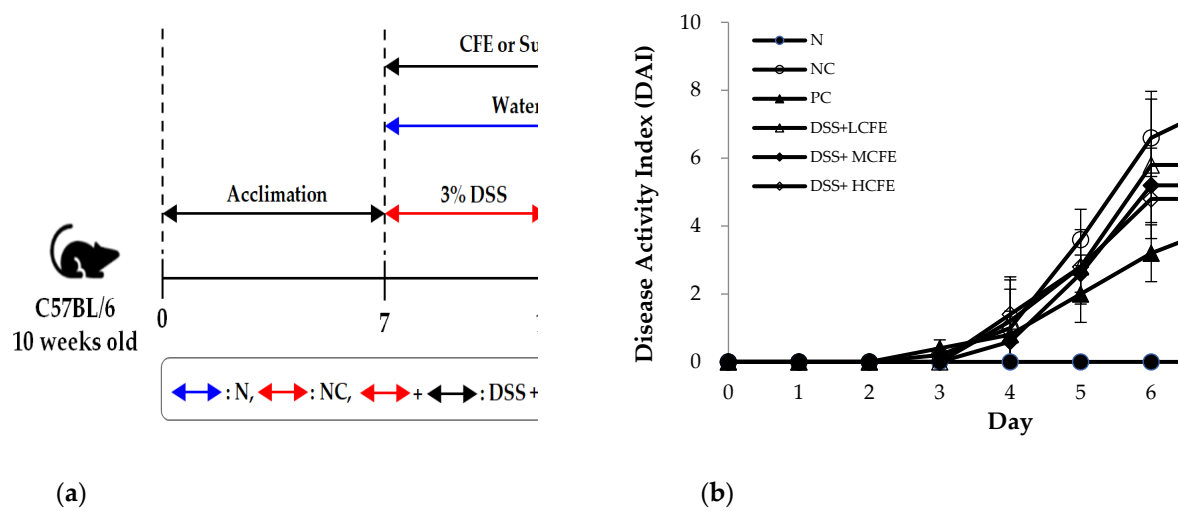 CFE or Su
Water
Acclimation
3% DSS
C57BL/6
10 weeks old
0
7
: N,
: NC,
+
: DSS +
(a)
Disease Activity Index (DAI)
10
8
6
4
2
0
N
NC
PC
DSS+LCFE
DSS+ MCFE
DSS+ HCFE
0 1 2 3 4 5 6
Day
(b)